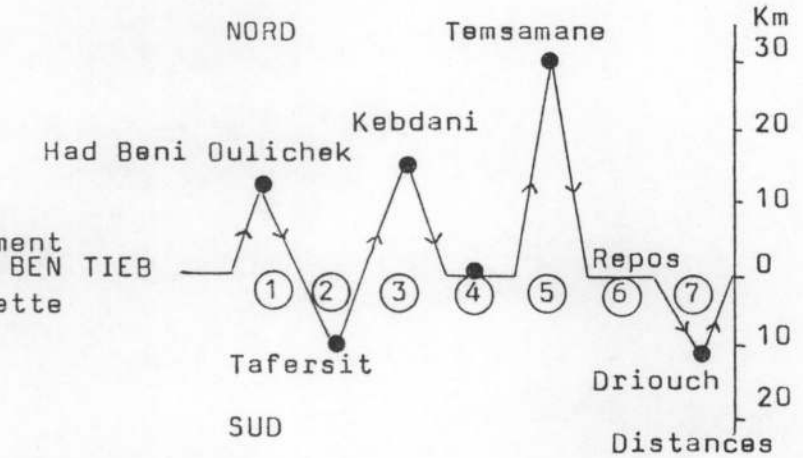 Km
NORD
Temsamane
30
Kebdani
20
Had Beni Oulichek
10
BEN TIEB
Repos
0
1
2
3
4
5
6
7
10
Tafersit
Driouch
20
SUD
Distances